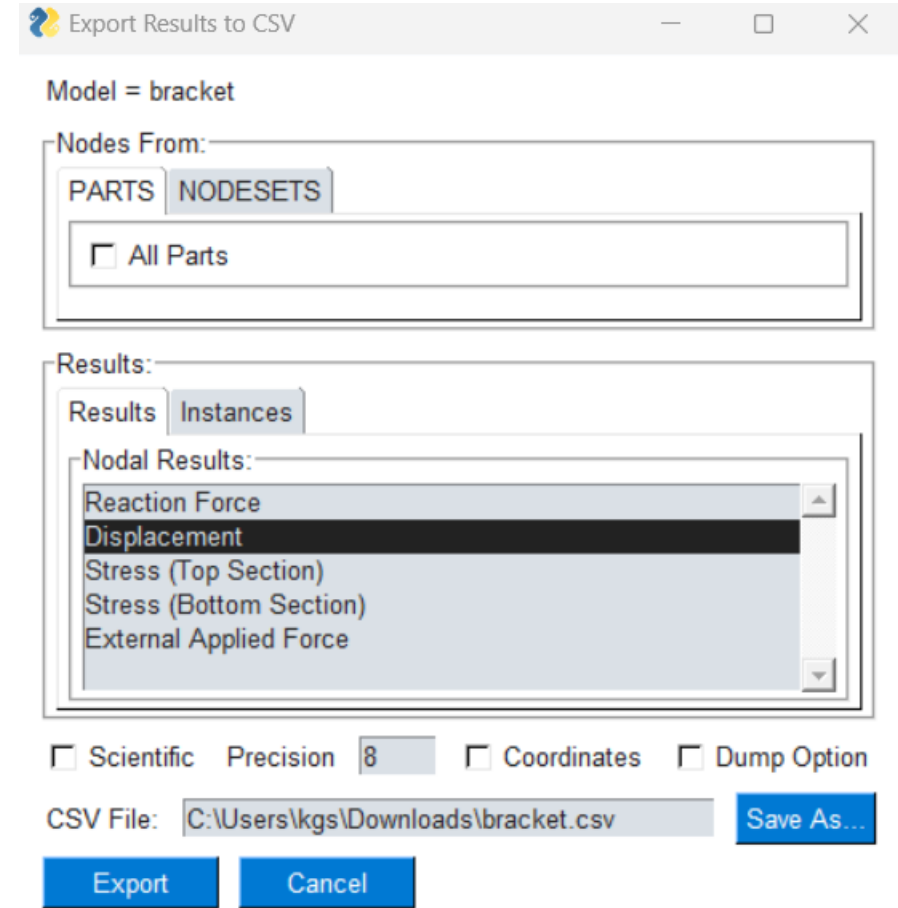 Export Results to CSV
Model = bracket
Nodes From:
PARTS NODESETS
All Parts
Results:
Results Instances
Nodal Results:
Reaction Force
Displacement
Stress (Top Section)
Stress (Bottom Section)
External Applied Force
Scientific Precision 8 Coordinates Dump Option
CSV File: C:\Users\kgs\Downloads\bracket.csv Save As...
Export Cancel